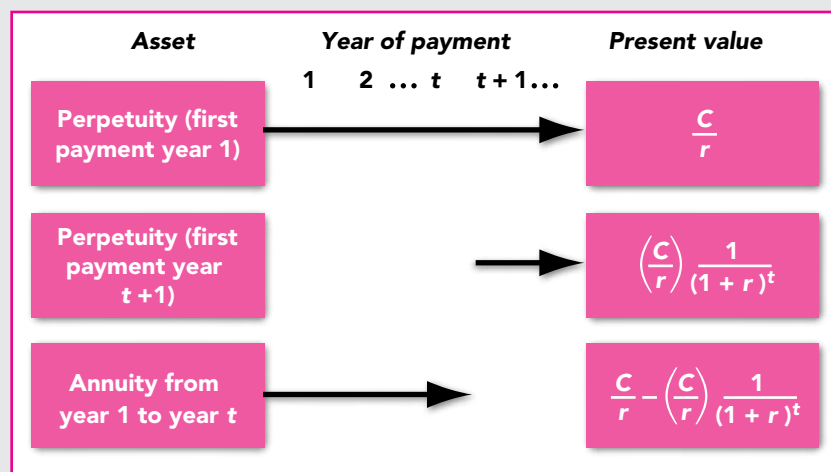 Asset Year of payment Present value
1 2 ... t t + 1...
Perpetuity (first
payment year 1)
C/r
Perpetuity (first
payment year
t +1)
(C/r) 1/(1 + r)^t
Annuity from
year 1 to year t
C/r − (C/r) 1/(1 + r)^t